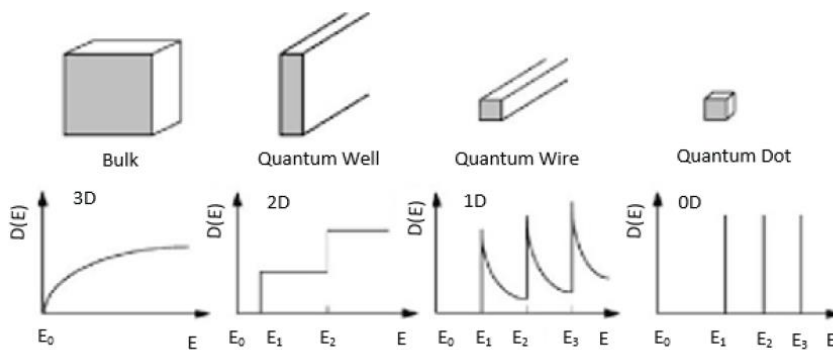 Bulk
Quantum Well
Quantum Wire
Quantum Dot
3D
2D
1D
0D
D(E)
D(E)
D(E)
D(E)
E₀ E
E₀ E₁ E₂ E
E₀ E₁ E₂ E₃ E
E₀ E₁ E₂ E₃ E